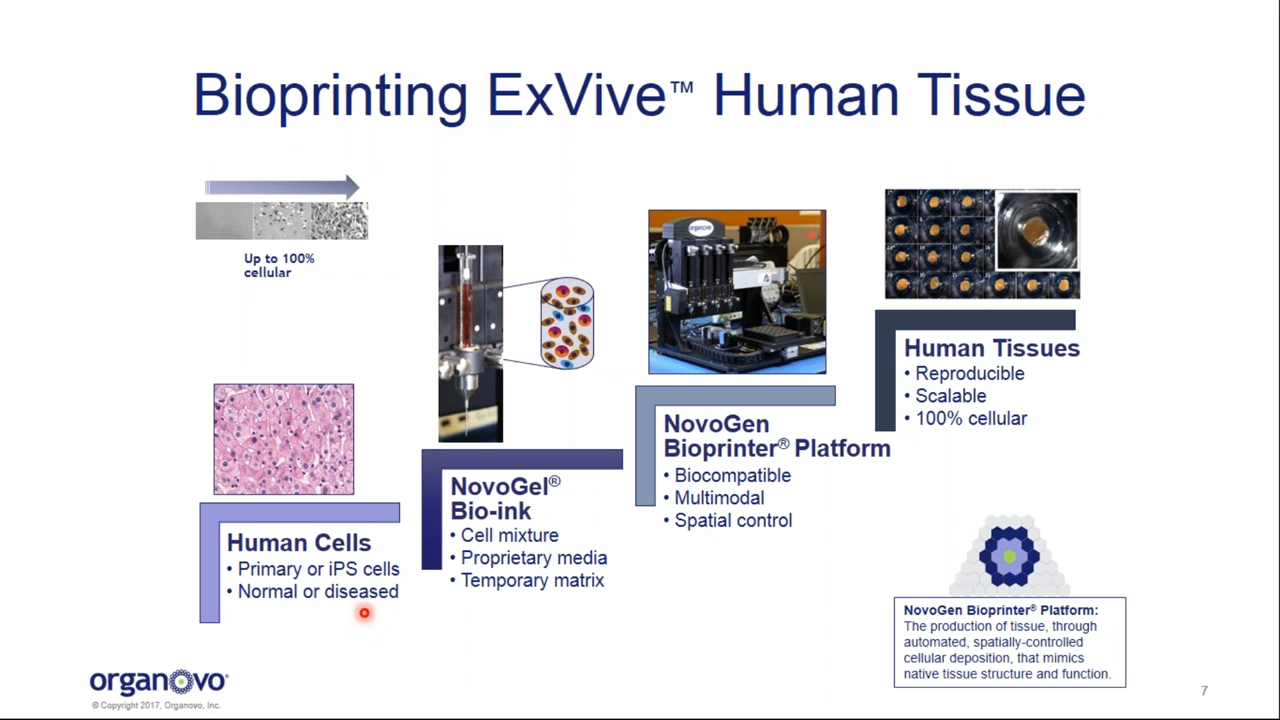 Bioprinting ExVive™ Human Tissue
Up to 100%
cellular
Human Cells
• Primary or iPS cells
• Normal or diseased
NovoGel®
Bio-ink
• Cell mixture
• Proprietary media
• Temporary matrix
organovo
NovoGen
Bioprinter® Platform
• Biocompatible
• Multimodal
• Spatial control
Human Tissues
• Reproducible
• Scalable
• 100% cellular
NovoGen Bioprinter® Platform:
The production of tissue, through
automated, spatially-controlled
cellular deposition, that mimics
native tissue structure and function.
organovo®
© Copyright 2017, Organovo, Inc.
7